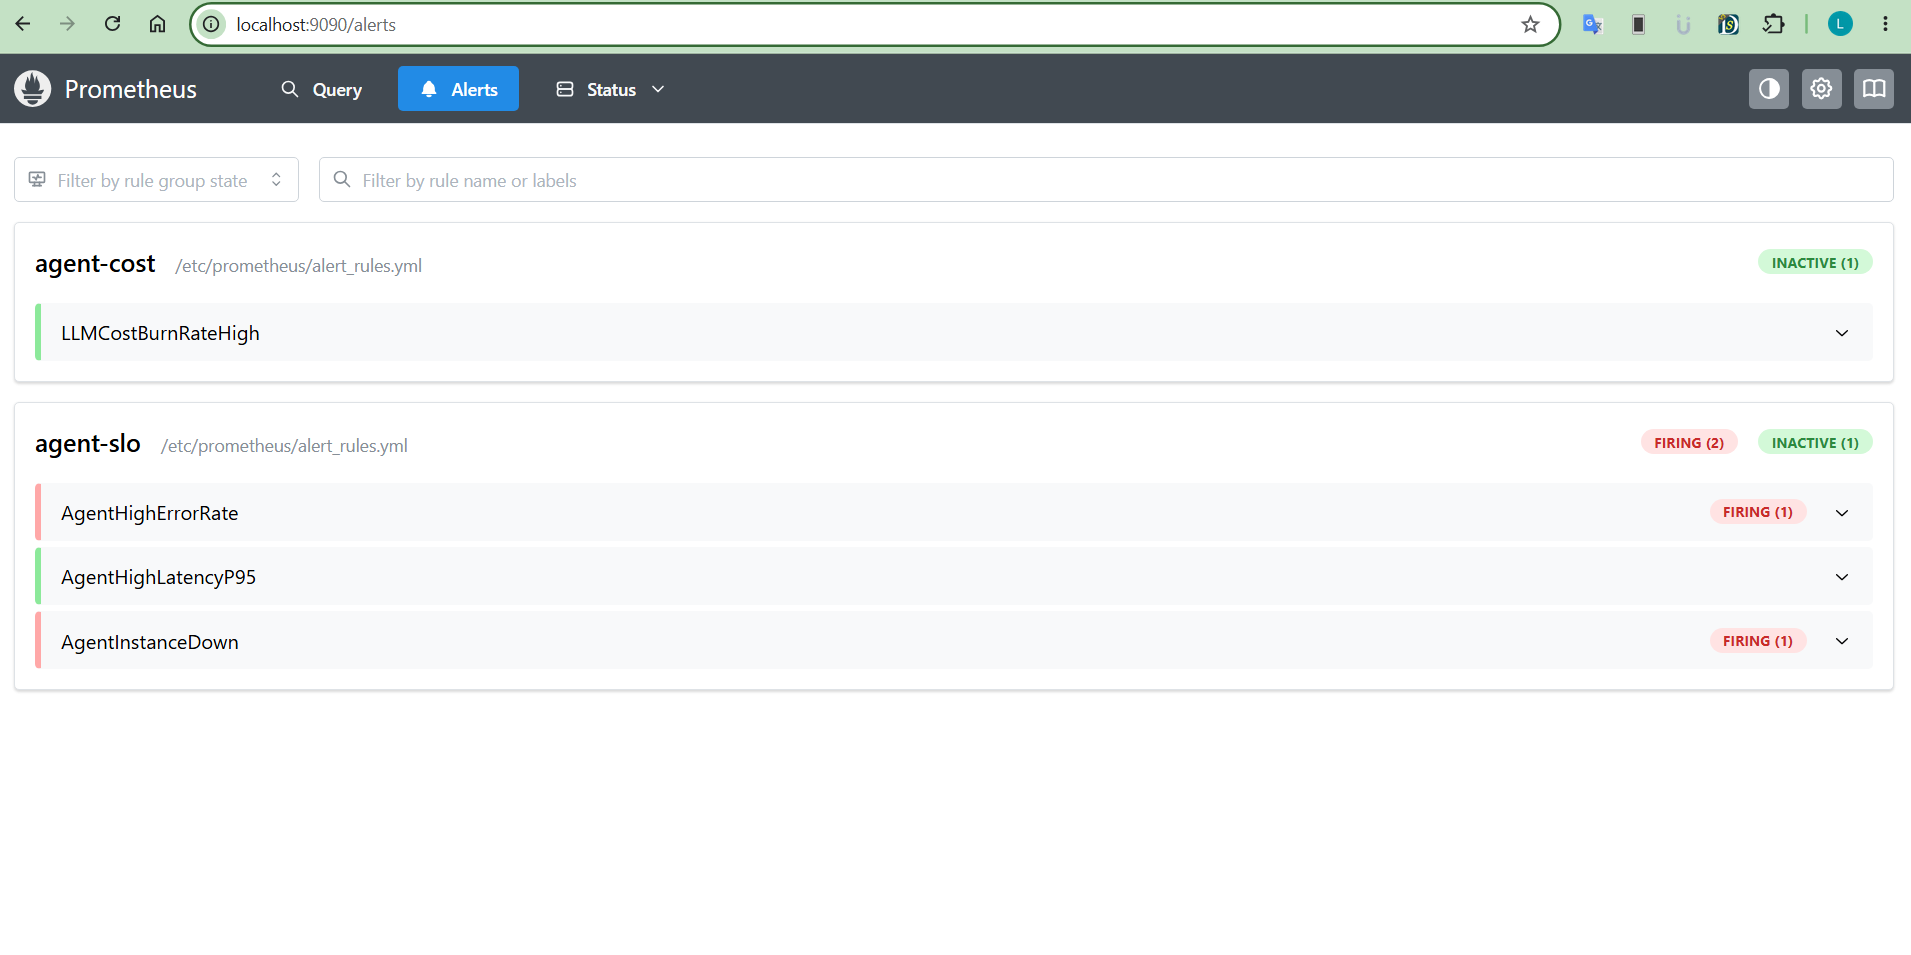 localhost:9090/alerts
L
Prometheus
Query
Alerts
Status
Filter by rule group state
Filter by rule name or labels
agent-cost /etc/prometheus/alert_rules.yml
INACTIVE (1)
LLMCostBurnRateHigh
agent-slo /etc/prometheus/alert_rules.yml
FIRING (2)
INACTIVE (1)
AgentHighErrorRate
FIRING (1)
AgentHighLatencyP95
AgentInstanceDown
FIRING (1)